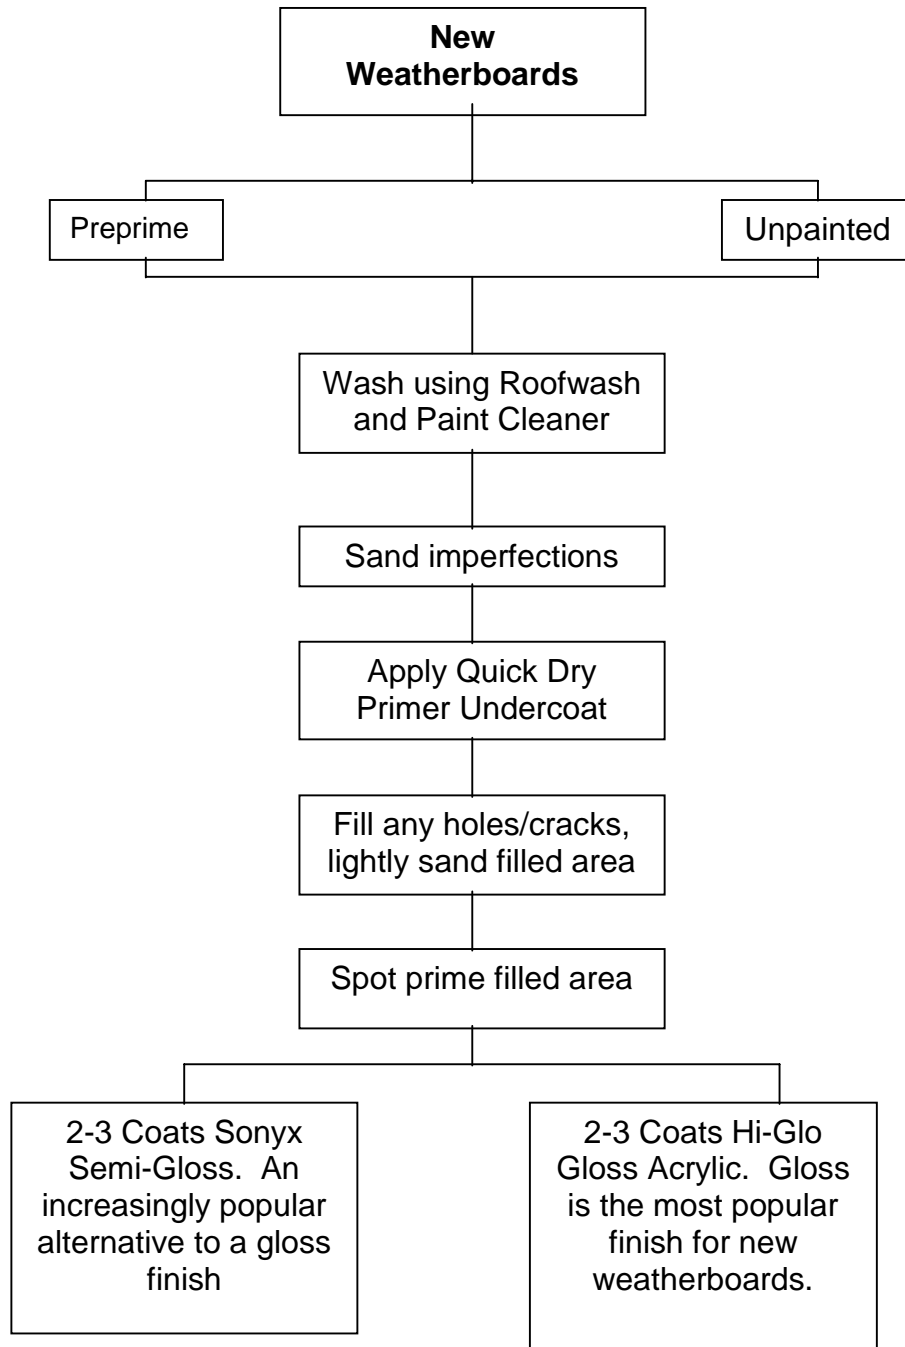 New
Weatherboards
Preprime
Unpainted
Wash using Roofwash
and Paint Cleaner
Sand imperfections
Apply Quick Dry
Primer Undercoat
Fill any holes/cracks,
lightly sand filled area
Spot prime filled area
2-3 Coats Sonyx
Semi-Gloss.  An
increasingly popular
alternative to a gloss
finish
2-3 Coats Hi-Glo
Gloss Acrylic.  Gloss
is the most popular
finish for new
weatherboards.